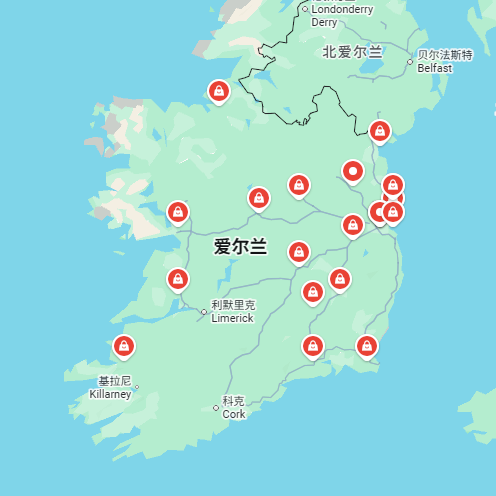 Londonderry
Derry
北爱尔兰
贝尔法斯特
Belfast
爱尔兰
利默里克
Limerick
基拉尼
Killarney
科克
Cork